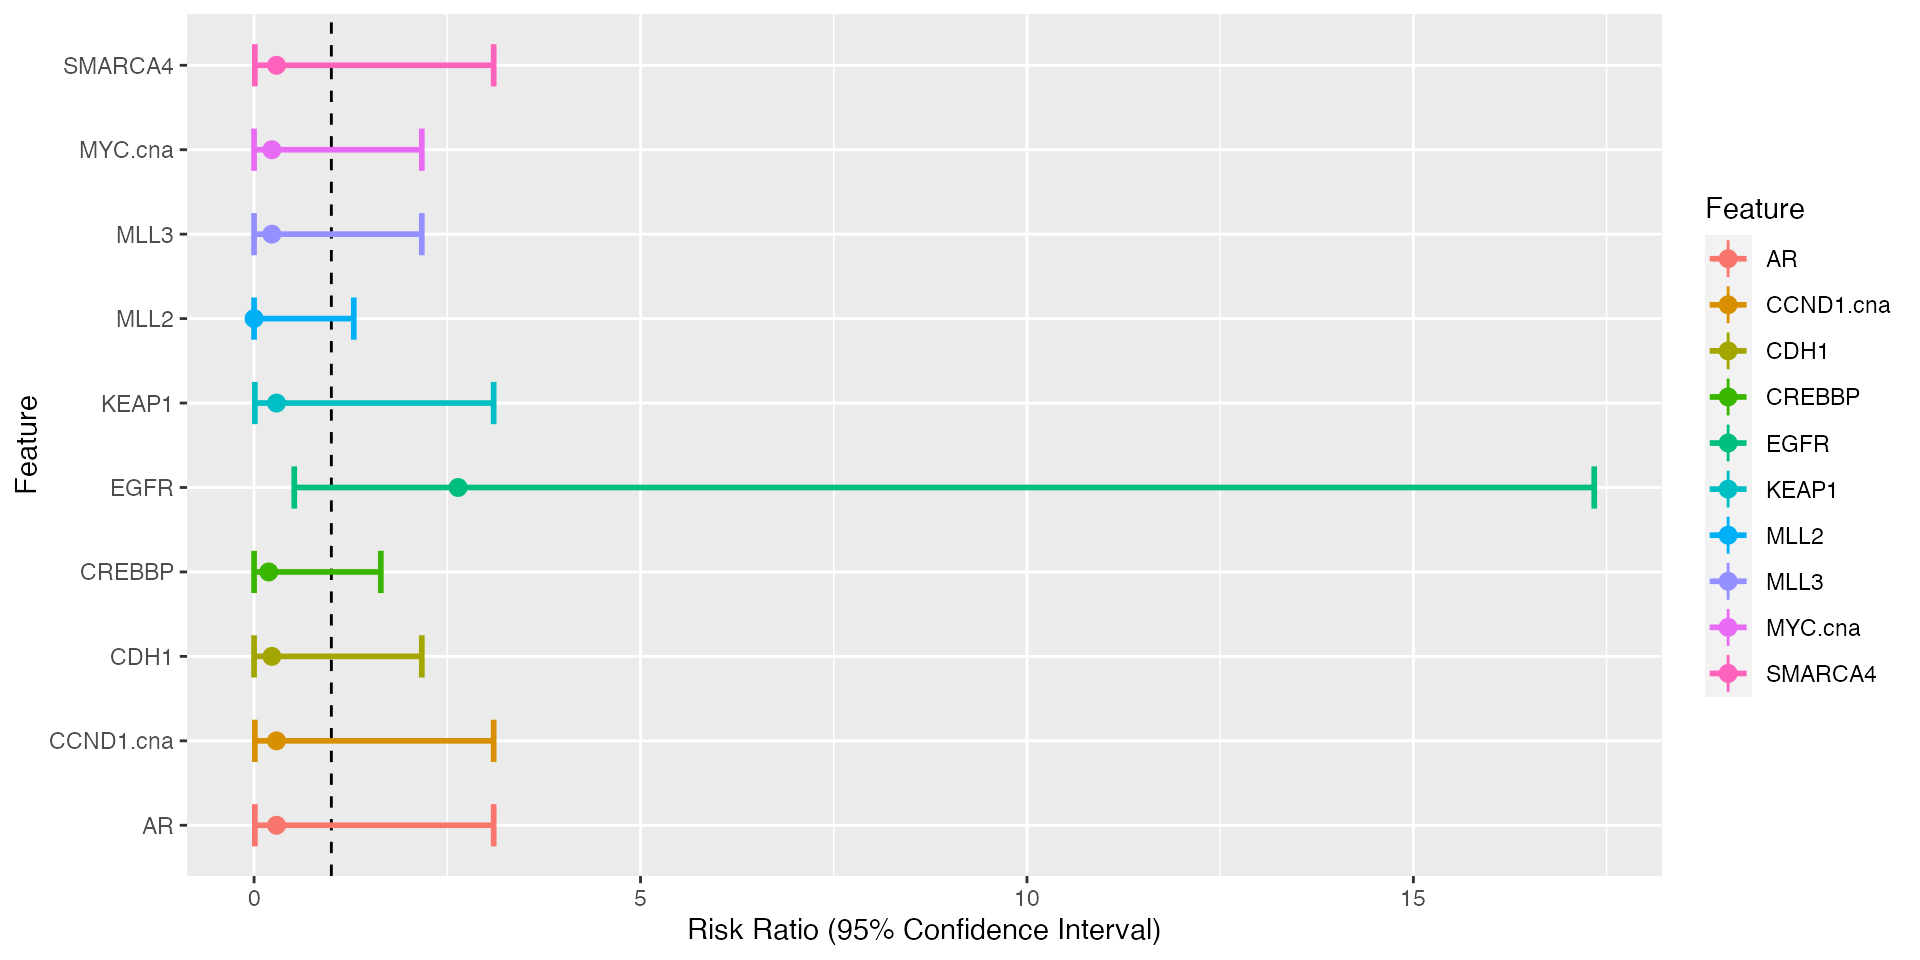 SMARCA4
MYC.cna
MLL3
MLL2
KEAP1
EGFR
CREBBP
CDH1
CCND1.cna
AR
Feature
0 5 10 15
Risk Ratio (95% Confidence Interval)
Feature
AR
CCND1.cna
CDH1
CREBBP
EGFR
KEAP1
MLL2
MLL3
MYC.cna
SMARCA4